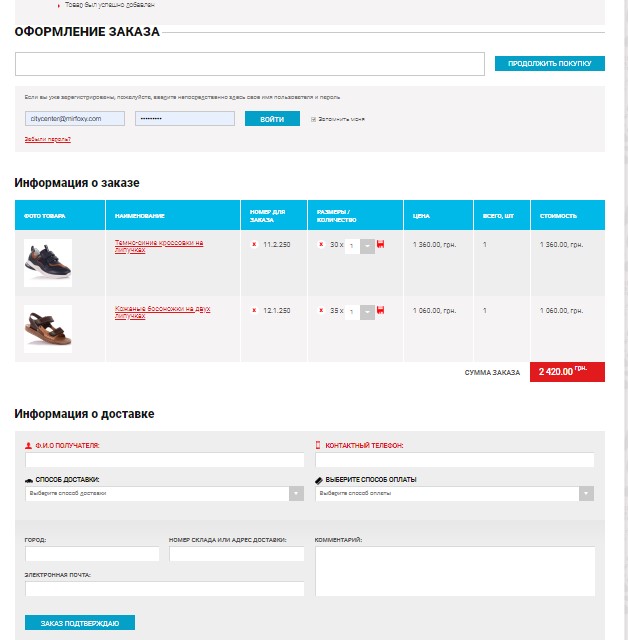 Товар был успешно добавлен
ОФОРМЛЕНИЕ ЗАКАЗА
ПРОДОЛЖИТЬ ПОКУПКУ
Если вы уже зарегистрированы, пожалуйста, введите непосредственно здесь свое имя пользователя и пароль
citycenter@mirfoxy.com ••••••••• ВОЙТИ Запомнить меня
Забыли пароль?
Информация о заказе
ФОТО ТОВАРА НАИМЕНОВАНИЕ НОМЕР ДЛЯ ЗАКАЗА РАЗМЕРЫ / КОЛИЧЕСТВО ЦЕНА ВСЕГО, ШТ СТОИМОСТЬ
Темно-синие кроссовки на x 11.2.250 x 30 x 1 1 360.00, грн. 1 1 360.00, грн.
липучках
Кожаные босоножки на двух x 12.1.250 x 35 x 1 1 060.00, грн. 1 1 060.00, грн.
липучках
СУММА ЗАКАЗА 2 420.00 грн.
Информация о доставке
Ф.И.О ПОЛУЧАТЕЛЯ: КОНТАКТНЫЙ ТЕЛЕФОН:
СПОСОБ ДОСТАВКИ: ВЫБЕРИТЕ СПОСОБ ОПЛАТЫ
Выберите способ доставки Выберите способ оплаты
ГОРОД: НОМЕР СКЛАДА ИЛИ АДРЕС ДОСТАВКИ: КОММЕНТАРИЙ:
ЭЛЕКТРОННАЯ ПОЧТА:
ЗАКАЗ ПОДТВЕРЖДАЮ